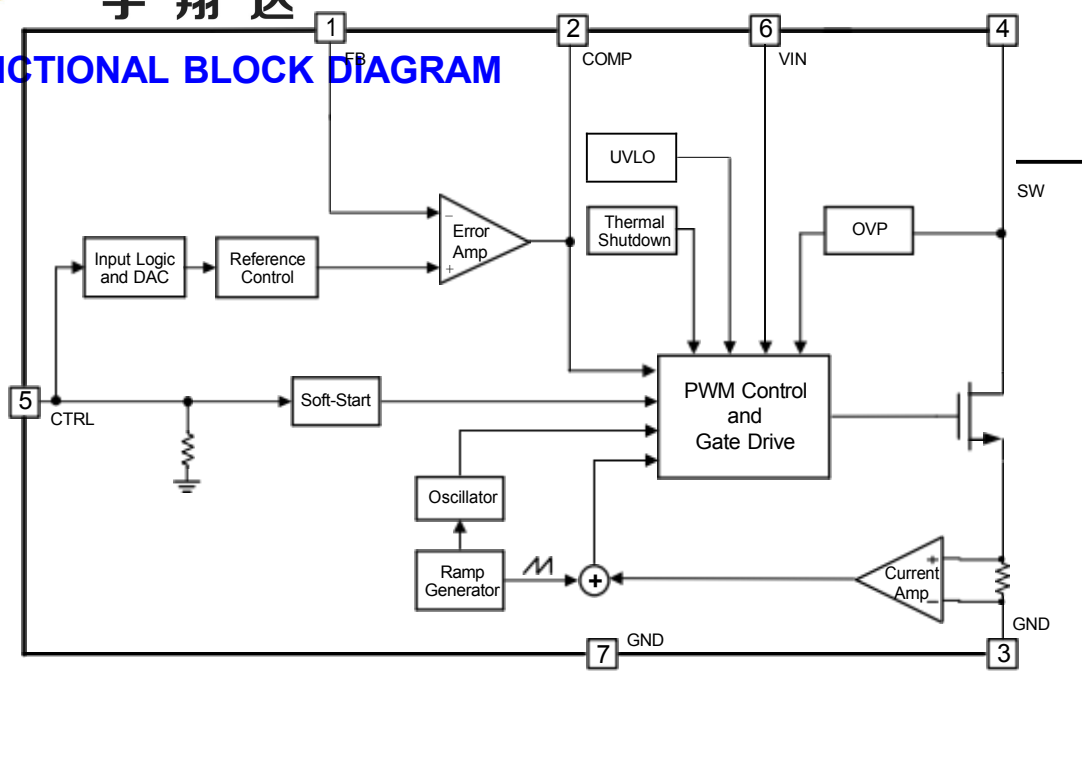 1
2
6
4
FB
COMP
VIN
CTIONAL BLOCK DIAGRAM
UVLO
SW
Thermal
Shutdown
OVP
−
Error
Amp
+
Input Logic
and DAC
Reference
Control
5
CTRL
Soft-Start
PWM Control
and
Gate Drive
Oscillator
Ramp
Generator
+
+
Current
Amp
−
GND
7
GND
3